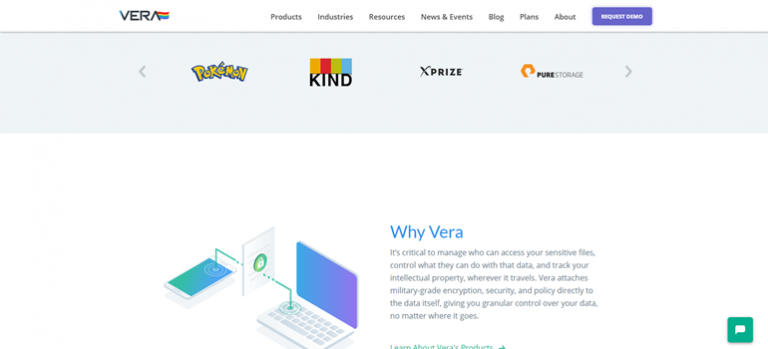 VERA
Products Industries Resources News & Events Blog Plans About REQUEST DEMO
Pokémon KIND XPRIZE PURESTORAGE
Why Vera
It's critical to manage who can access your sensitive files,
control what they can do with that data, and track your
intellectual property, wherever it travels. Vera attaches
military-grade encryption, security, and policy directly to
the data itself, giving you granular control over your data,
no matter where it goes.
Learn About Vera's Products →